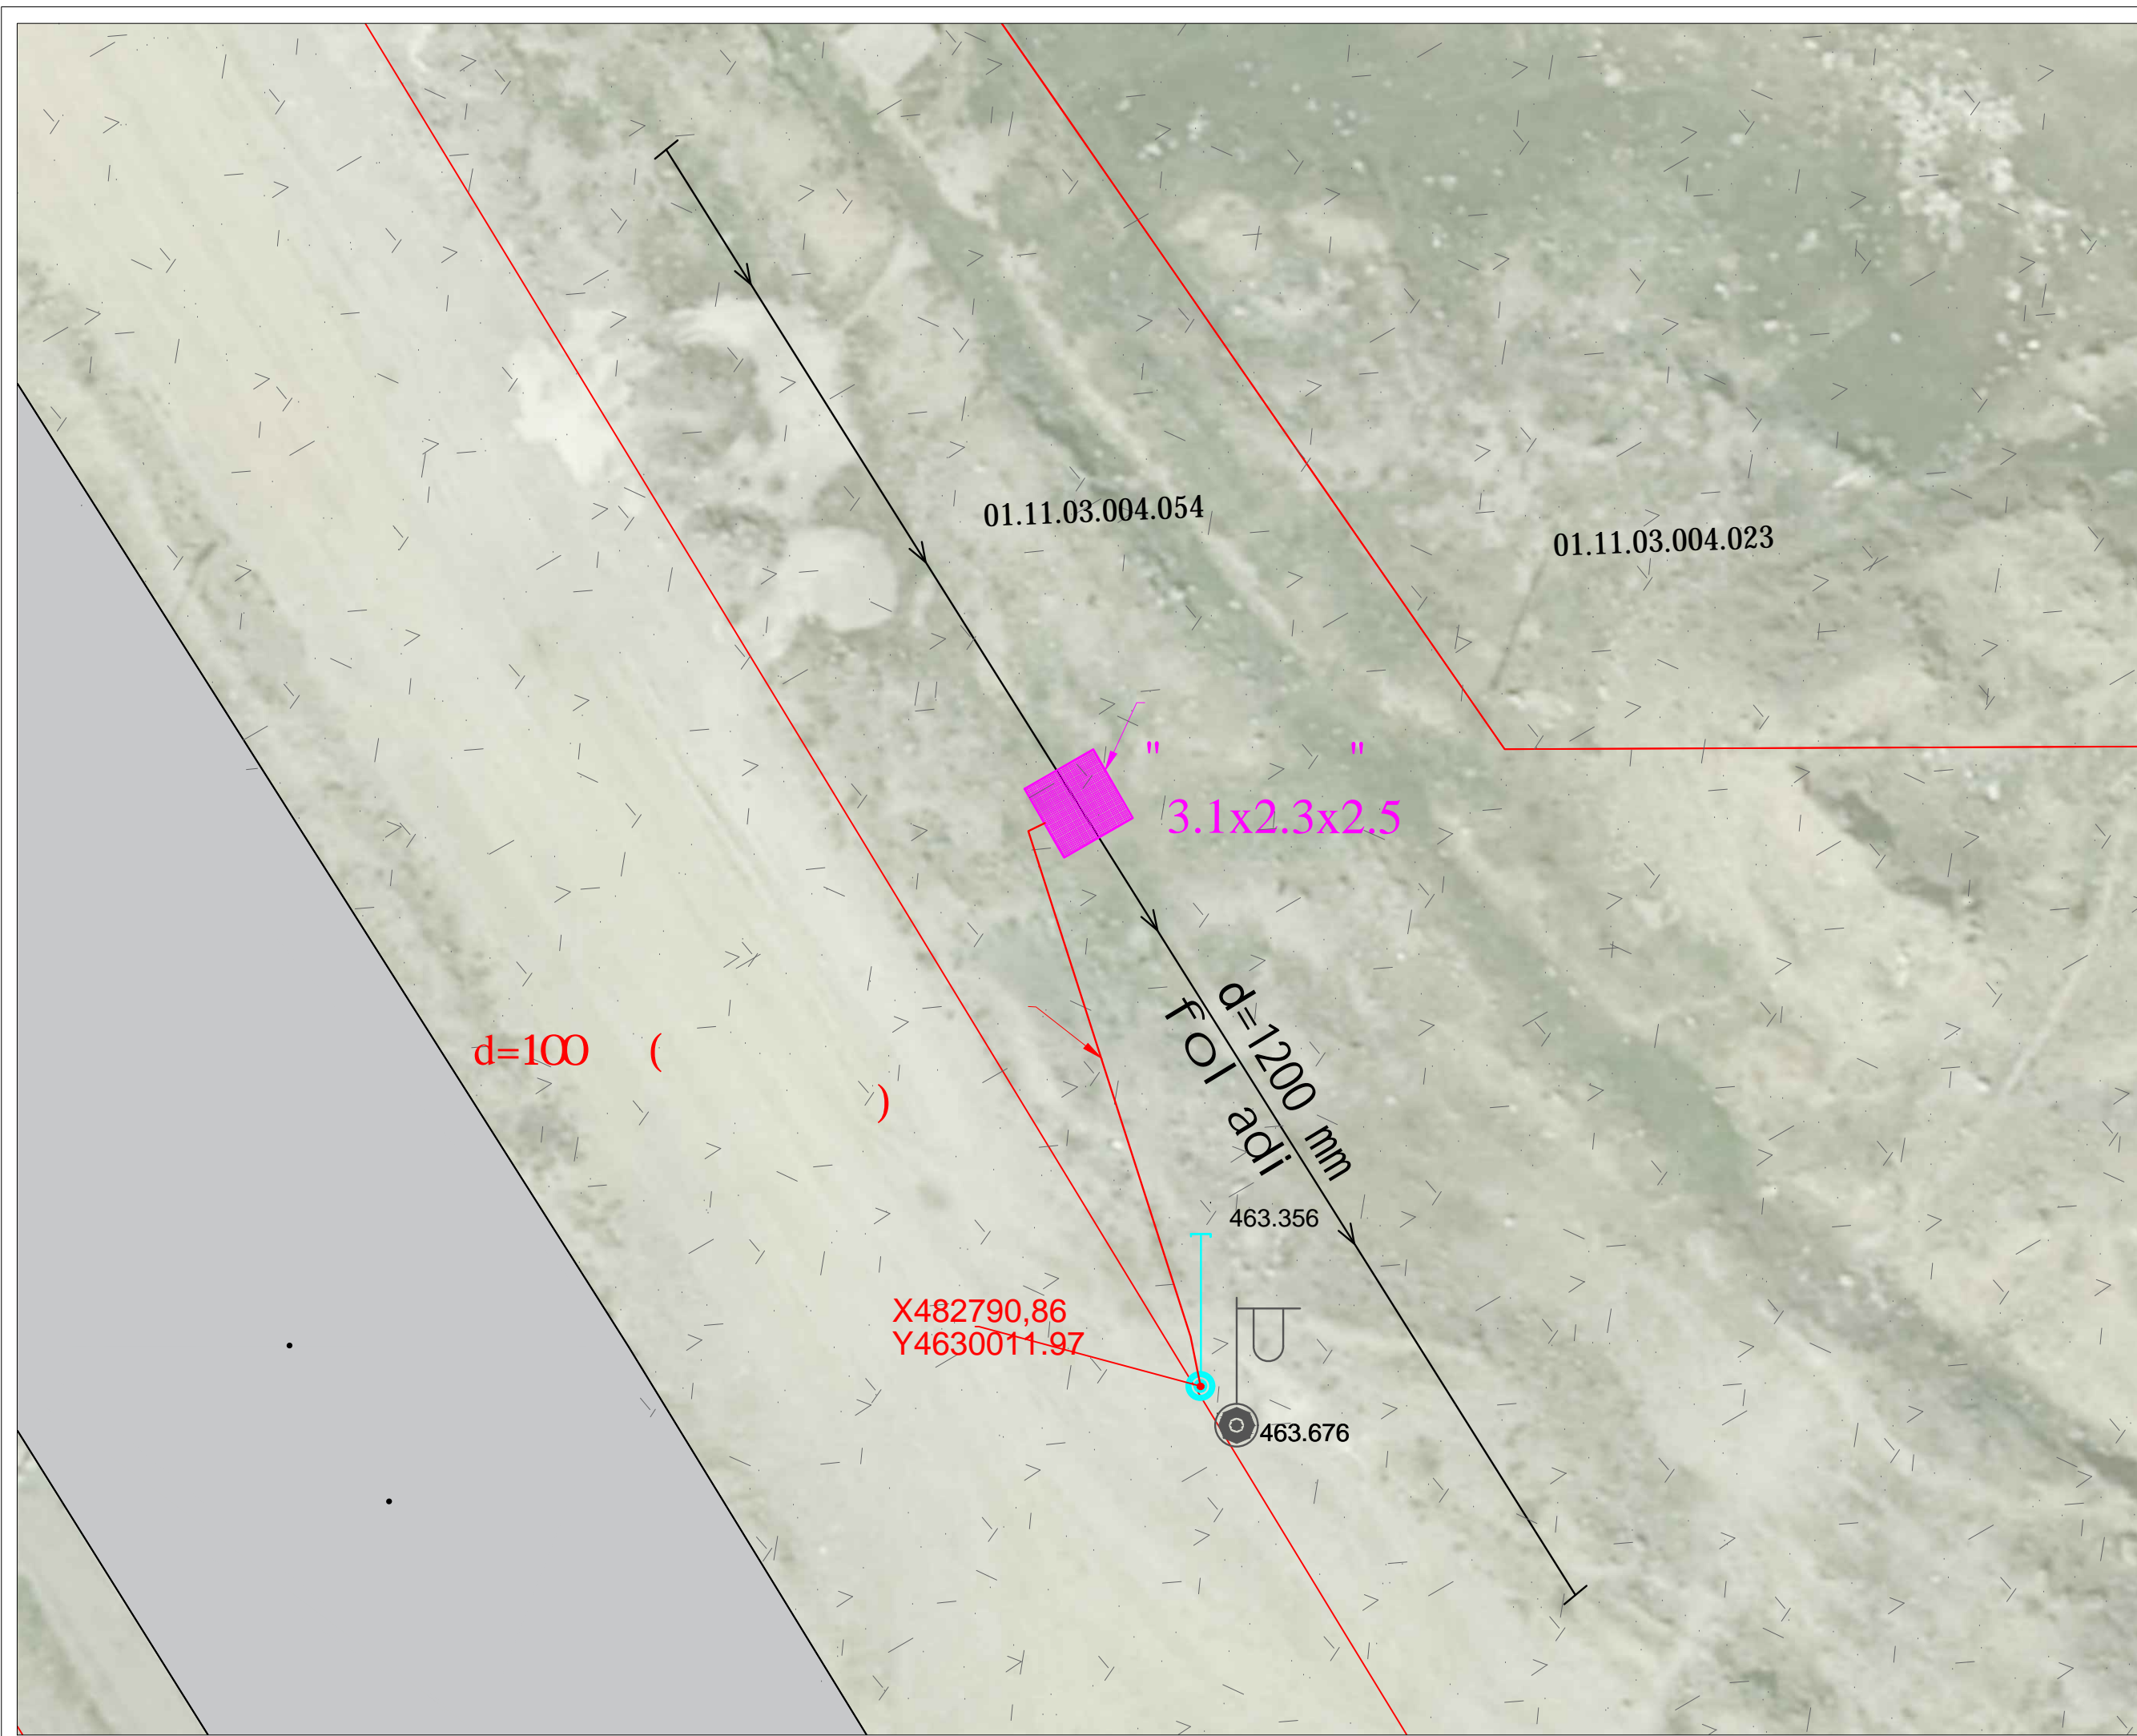 01.11.03.004.054
01.11.03.004.023
" "
3.1x2.3x2.5
d=100 (
)
d=1200 mm
fOl adi
463.356
X482790,86
Y4630011.97
463.676